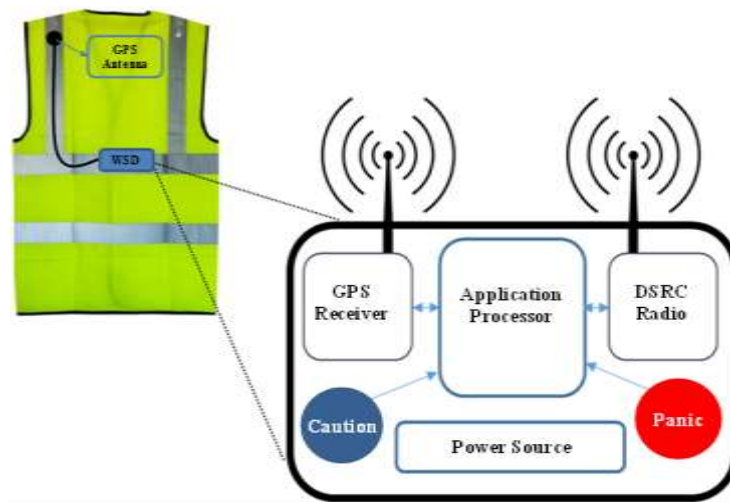 GPS
Antenna
WSD
GPS
Receiver
Application
Processor
DSRC
Radio
Caution
Panic
Power Source